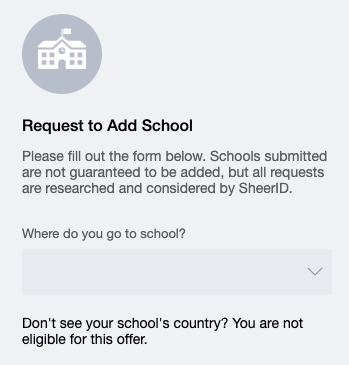 Request to Add School
Please fill out the form below. Schools submitted
are not guaranteed to be added, but all requests
are researched and considered by SheerID.
Where do you go to school?
Don't see your school's country? You are not
eligible for this offer.